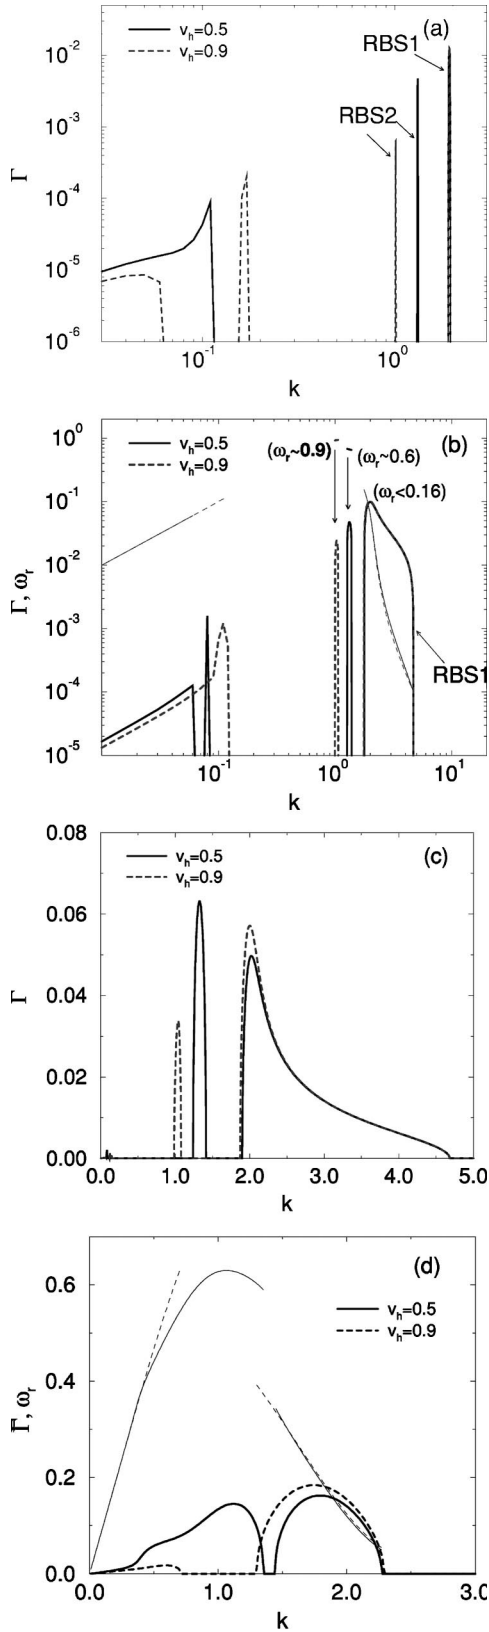 (a)
v_h=0.5
v_h=0.9
RBS1
RBS2
Γ
10^-2
10^-3
10^-4
10^-5
10^-6
10^-1
10^0
k
(b)
v_h=0.5
v_h=0.9
(ω_r~0.9)
(ω_r~0.6)
(ω_r<0.16)
RBS1
Γ, ω_r
10^0
10^-1
10^-2
10^-3
10^-4
10^-5
10^-1
10^0
10^1
k
(c)
v_h=0.5
v_h=0.9
Γ
0.08
0.06
0.04
0.02
0.00
0.0 1.0 2.0 3.0 4.0 5.0
k
(d)
v_h=0.5
v_h=0.9
Γ, ω_r
0.6
0.4
0.2
0.0
0.0 1.0 2.0 3.0
k